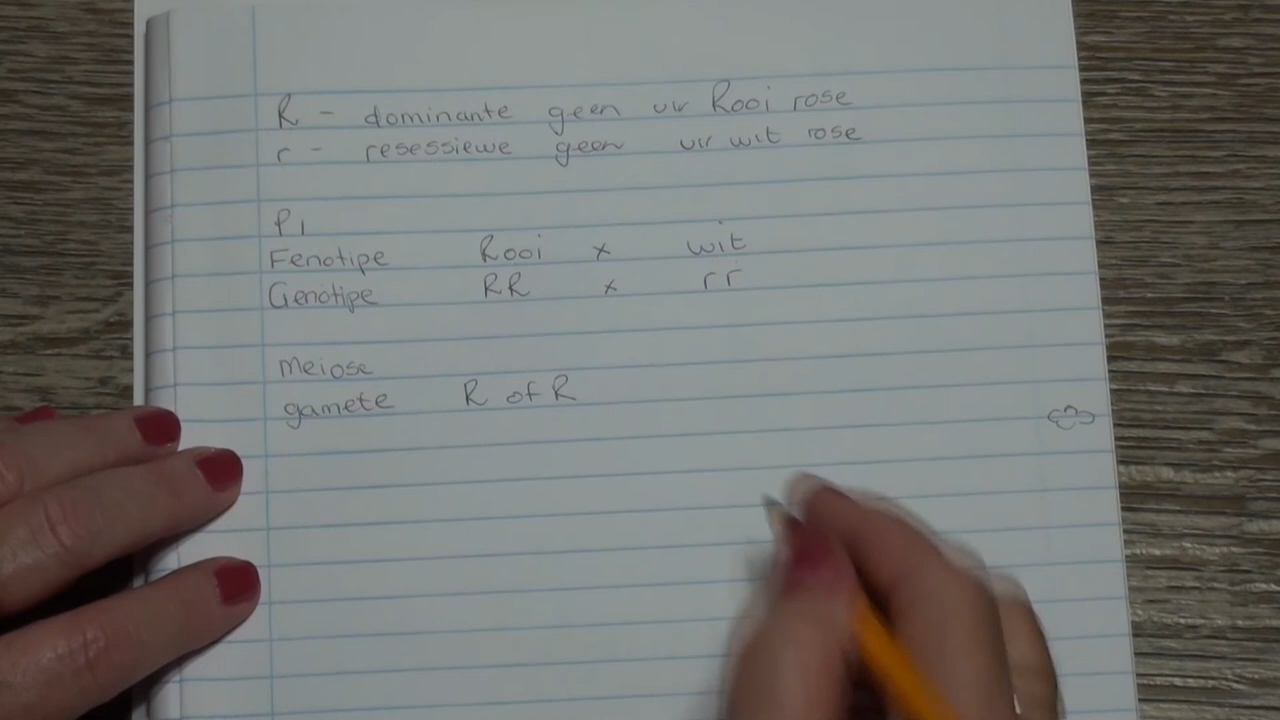 R - dominante geen vir Rooi rose
r - resessiewe geen vir wit rose
P1
Fenotipe Rooi x wit
Genotipe RR x rr
Meiose
gamete R of R